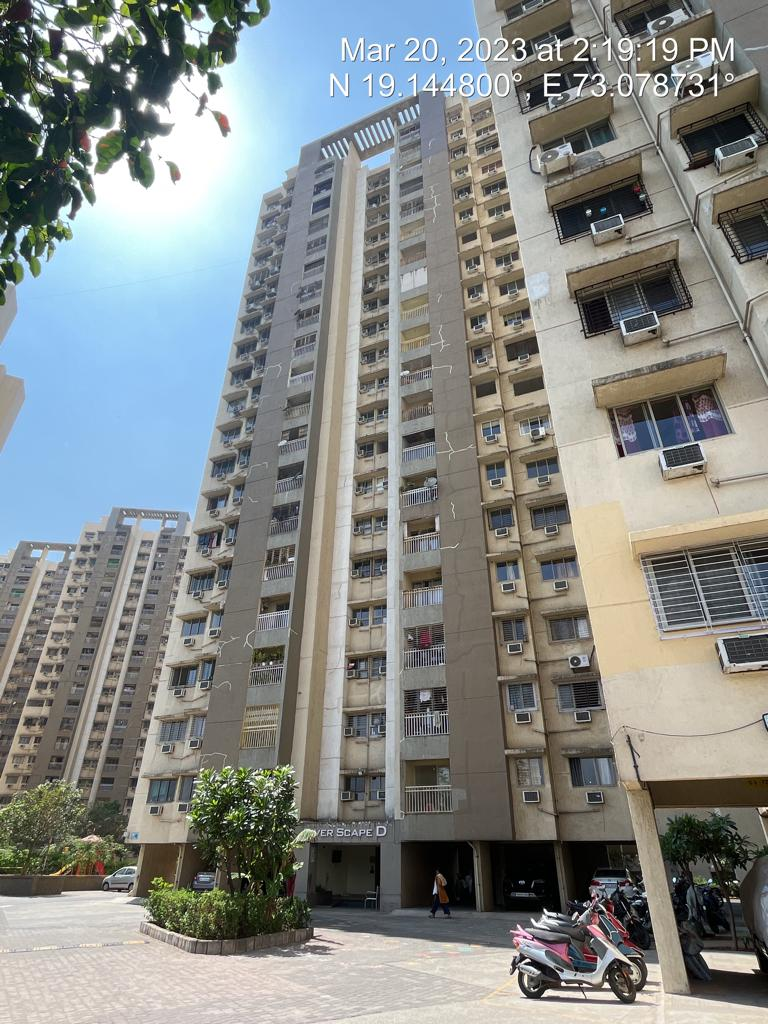 Mar 20, 2023 at 2:19:19 PM
N 19.144800°, E 73.078731°
VER SCAPE D